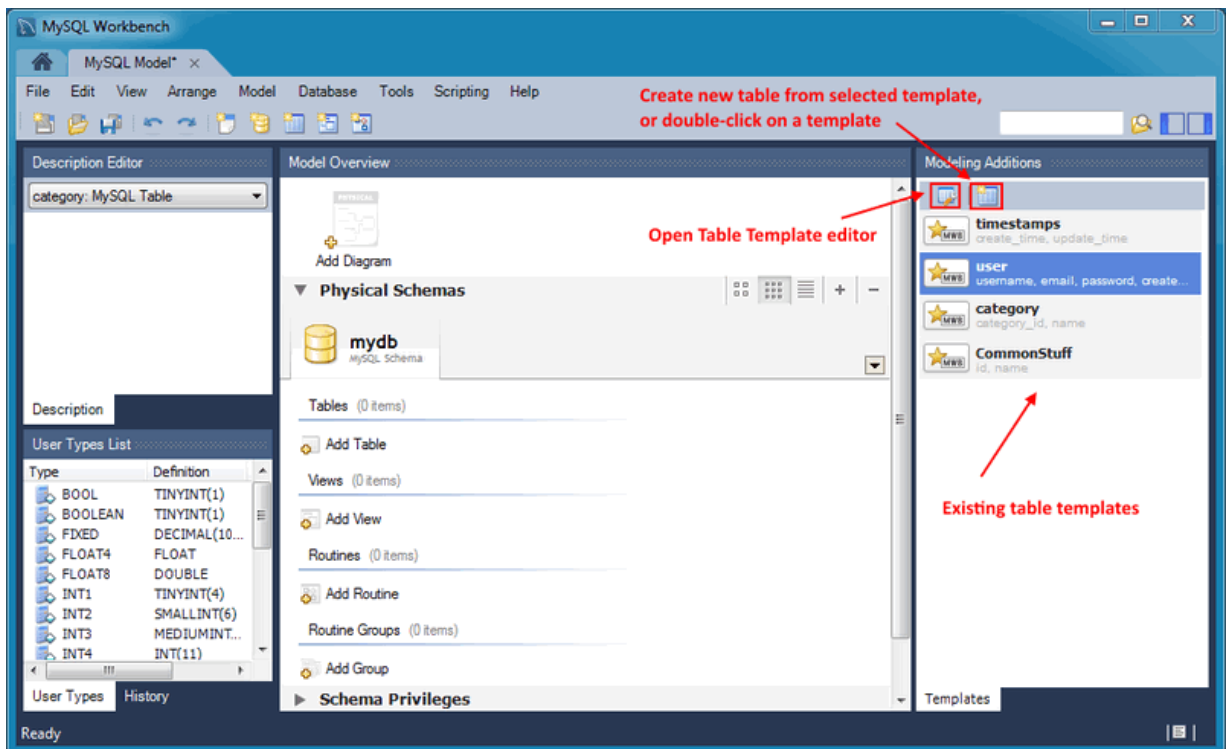 MySQL Workbench
MySQL Model*
File Edit View Arrange Model Database Tools Scripting Help
Create new table from selected template,
or double-click on a template
Description Editor
category: MySQL Table
Description
User Types List
Type Definition
BOOL TINYINT(1)
BOOLEAN TINYINT(1)
FIXED DECIMAL(10...
FLOAT4 FLOAT
FLOAT8 DOUBLE
INT1 TINYINT(4)
INT2 SMALLINT(6)
INT3 MEDIUMINT...
INT4 INT(11)
User Types History
Model Overview
PHYSICAL
Add Diagram
Open Table Template editor
Physical Schemas
mydb
MySQL Schema
Tables (0 items)
Add Table
Views (0 items)
Add View
Routines (0 items)
Add Routine
Routine Groups (0 items)
Add Group
Schema Privileges
Modeling Additions
MWB
timestamps
create_time, update_time
MWB
user
username, email, password, create...
MWB
category
category_id, name
MWB
CommonStuff
id, name
Existing table templates
Templates
Ready